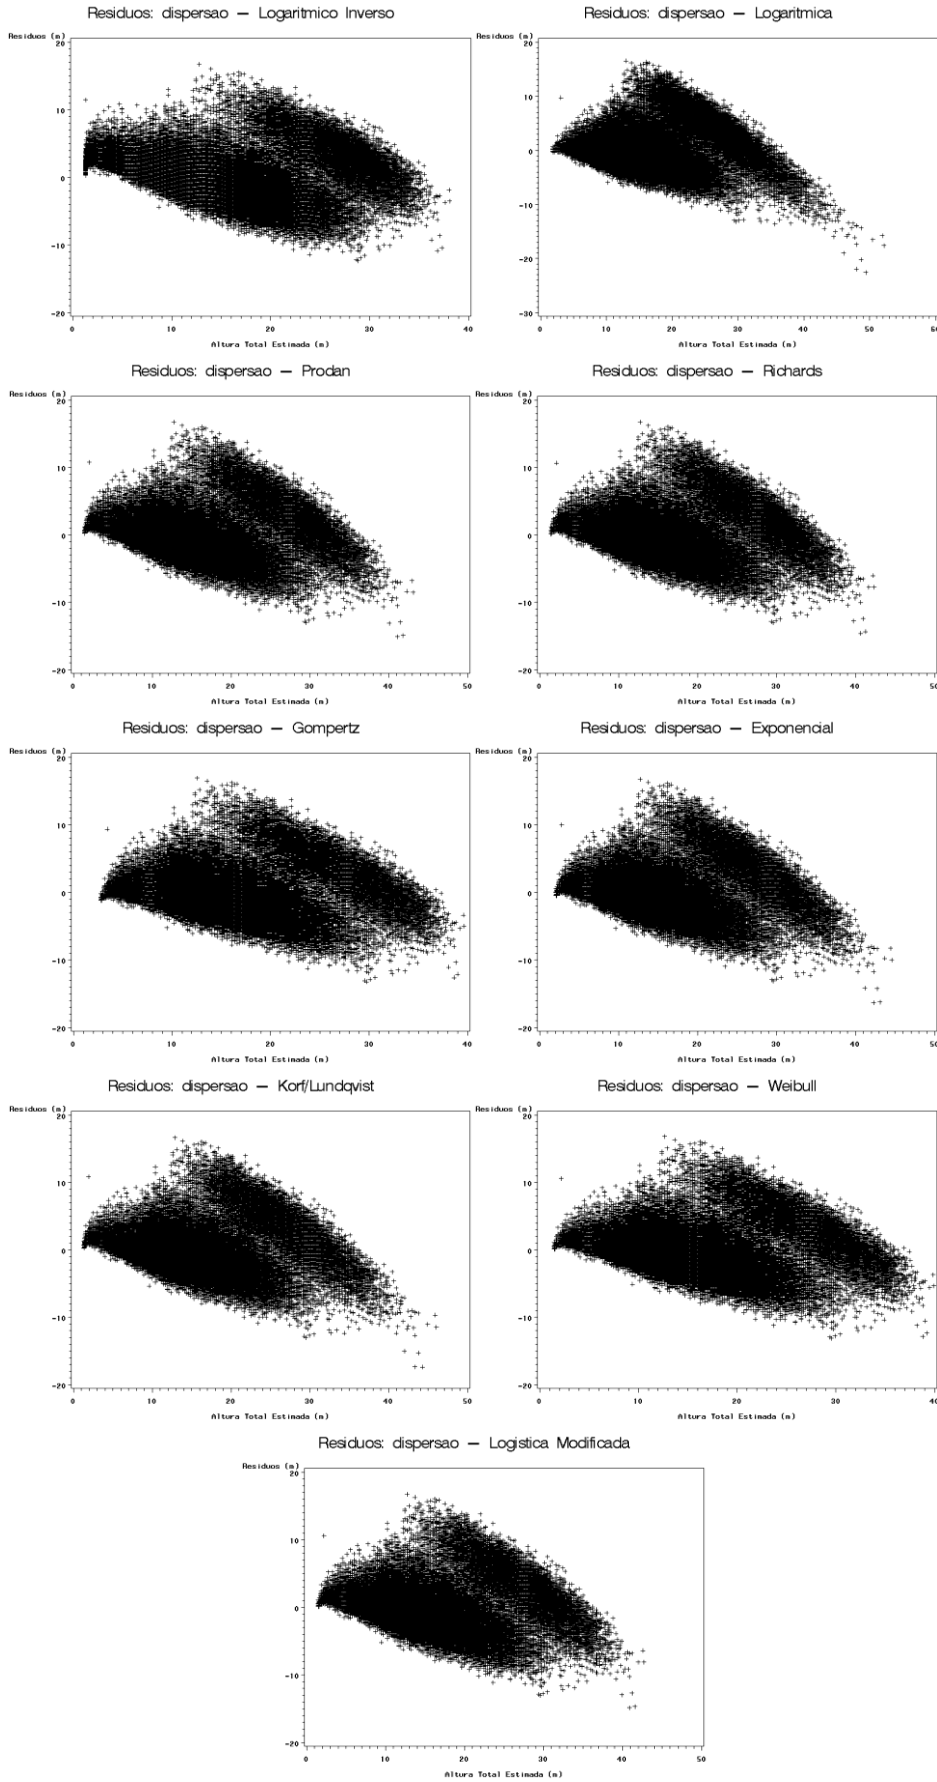 Residuos: dispersao – Logaritmico Inverso
Residuos (m)
20
10
0
-10
-20
0 10 20 30 40
Altura Total Estimada (m)
Residuos: dispersao – Logaritmica
Residuos (m)
20
10
0
-10
-20
-30
0 10 20 30 40 50 60
Altura Total Estimada (m)
Residuos: dispersao – Prodan
Residuos (m)
20
10
0
-10
-20
0 10 20 30 40 50
Altura Total Estimada (m)
Residuos: dispersao – Richards
Residuos (m)
20
10
0
-10
-20
0 10 20 30 40 50
Altura Total Estimada (m)
Residuos: dispersao – Gompertz
Residuos (m)
20
10
0
-10
-20
0 10 20 30 40
Altura Total Estimada (m)
Residuos: dispersao – Exponencial
Residuos (m)
20
10
0
-10
-20
0 10 20 30 40 50
Altura Total Estimada (m)
Residuos: dispersao – Korf/Lundqvist
Residuos (m)
20
10
0
-10
-20
0 10 20 30 40 50
Altura Total Estimada (m)
Residuos: dispersao – Weibull
Residuos (m)
20
10
0
-10
-20
0 10 20 30 40
Altura Total Estimada (m)
Residuos: dispersao – Logistica Modificada
Residuos (m)
20
10
0
-10
-20
0 10 20 30 40 50
Altura Total Estimada (m)